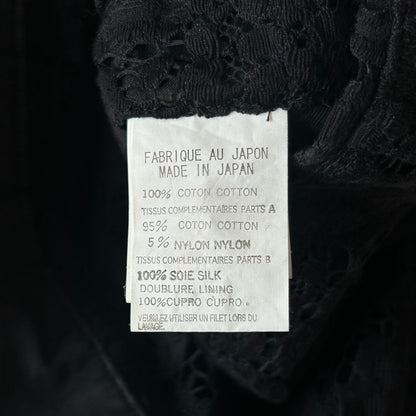 FABRIQUE AU JAPON
MADE IN JAPAN
100% COTON COTTON
TISSUS COMPLEMENTAIRES PARTS A
95% COTON COTTON
5% NYLON NYLON
TISSUS COMPLEMENTAIRES PARTS B
100% SOIE SILK
DOUBLURE, LINING
100%CUPRO CUPRO
VEUILLEZ UTILISER UN FILET LORS DU
LAVAGE.